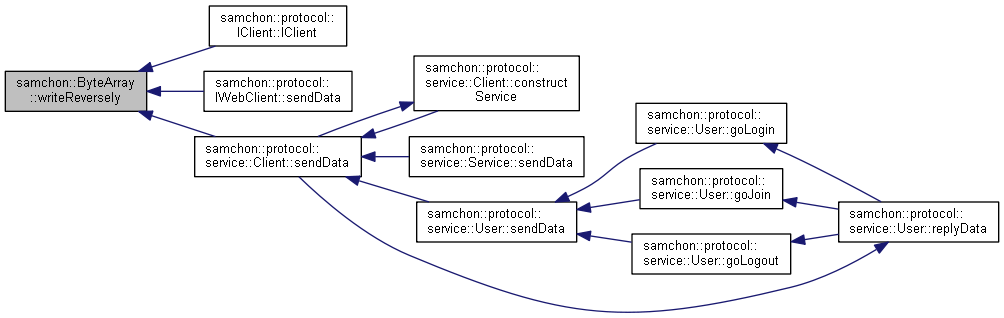 samchon::protocol::
IClient::IClient
samchon::ByteArray
::writeReversely
samchon::protocol::
IWebClient::sendData
samchon::protocol::
service::Client::sendData
samchon::protocol::
service::Client::construct
Service
samchon::protocol::
service::Service::sendData
samchon::protocol::
service::User::sendData
samchon::protocol::
service::User::goLogin
samchon::protocol::
service::User::goJoin
samchon::protocol::
service::User::goLogout
samchon::protocol::
service::User::replyData